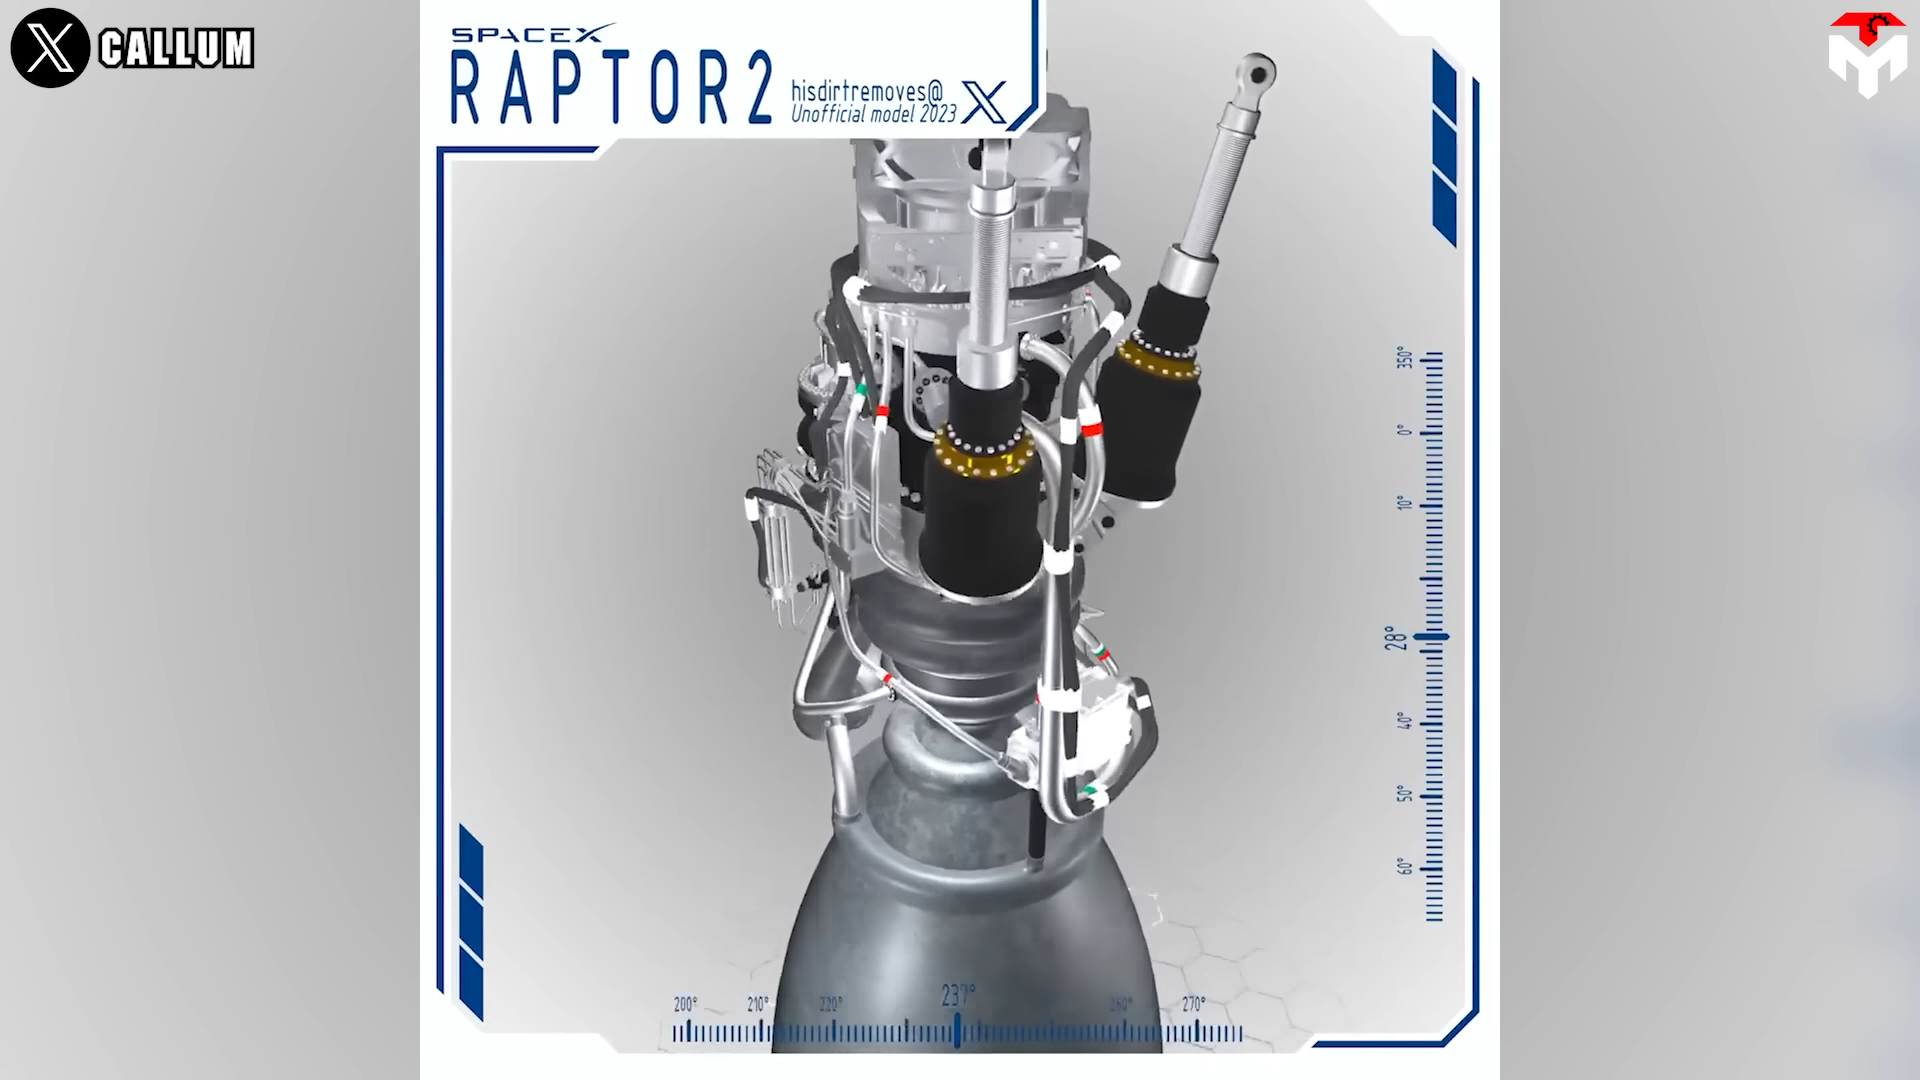 X CALLUM
SPACEX
RAPTOR2
hisdirtremoves@
Unofficial model 2023 X
350°
0°
10°
28°
40°
50°
60°
200° 210° 220° 237° 260° 270°